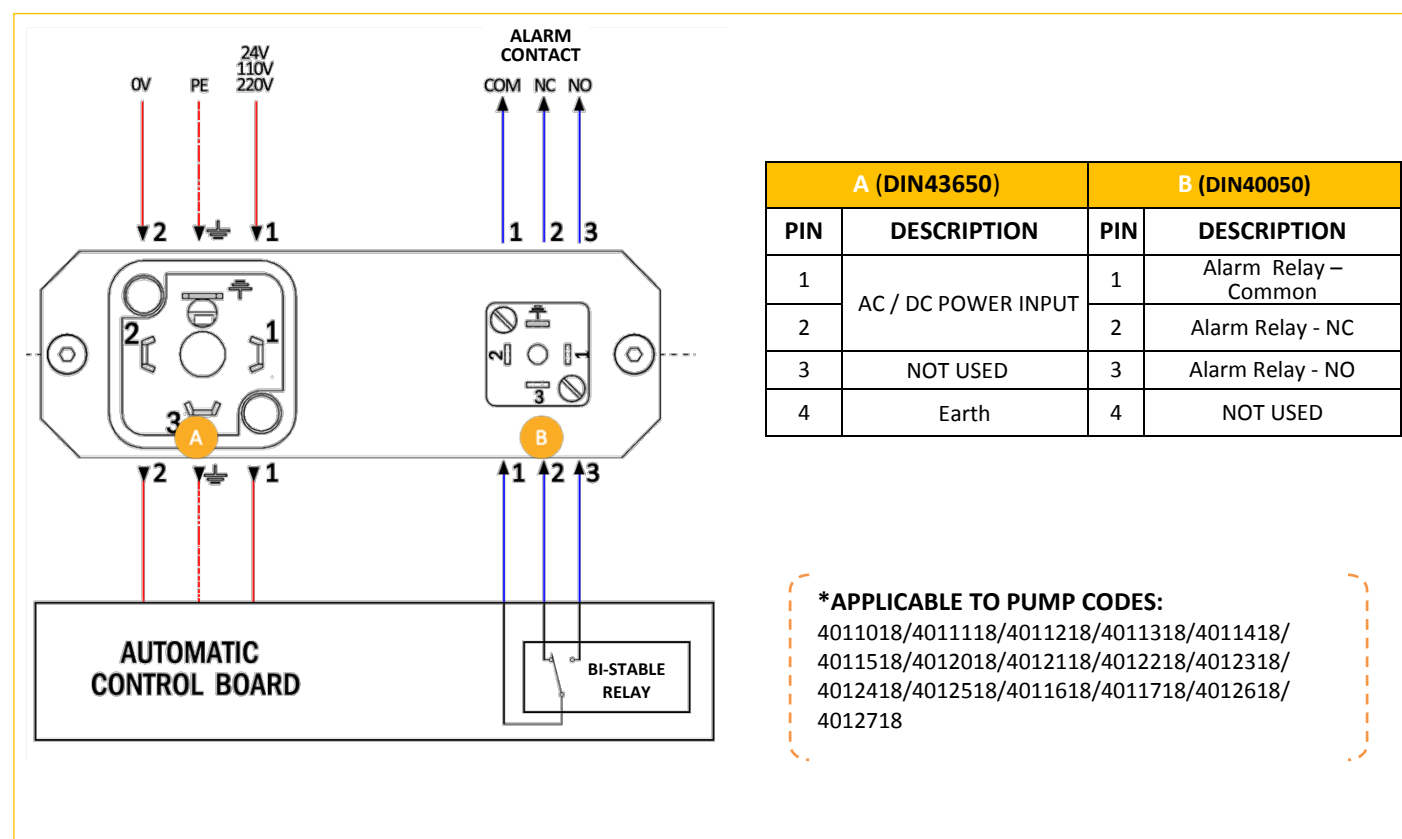 ALARM
CONTACT
24V
110V
220V
0V
PE
COM NC NO
2 1
1 2 3
2 1
3
A
2 1
3
B
2 1
1 2 3
AUTOMATIC
CONTROL BOARD
BI-STABLE
RELAY
A (DIN43650) B (DIN40050)
PIN DESCRIPTION PIN DESCRIPTION
1 AC / DC POWER INPUT 1 Alarm Relay –
Common
2 2 Alarm Relay - NC
3 NOT USED 3 Alarm Relay - NO
4 Earth 4 NOT USED
*APPLICABLE TO PUMP CODES:
4011018/4011118/4011218/4011318/4011418/
4011518/4012018/4012118/4012218/4012318/
4012418/4012518/4011618/4011718/4012618/
4012718